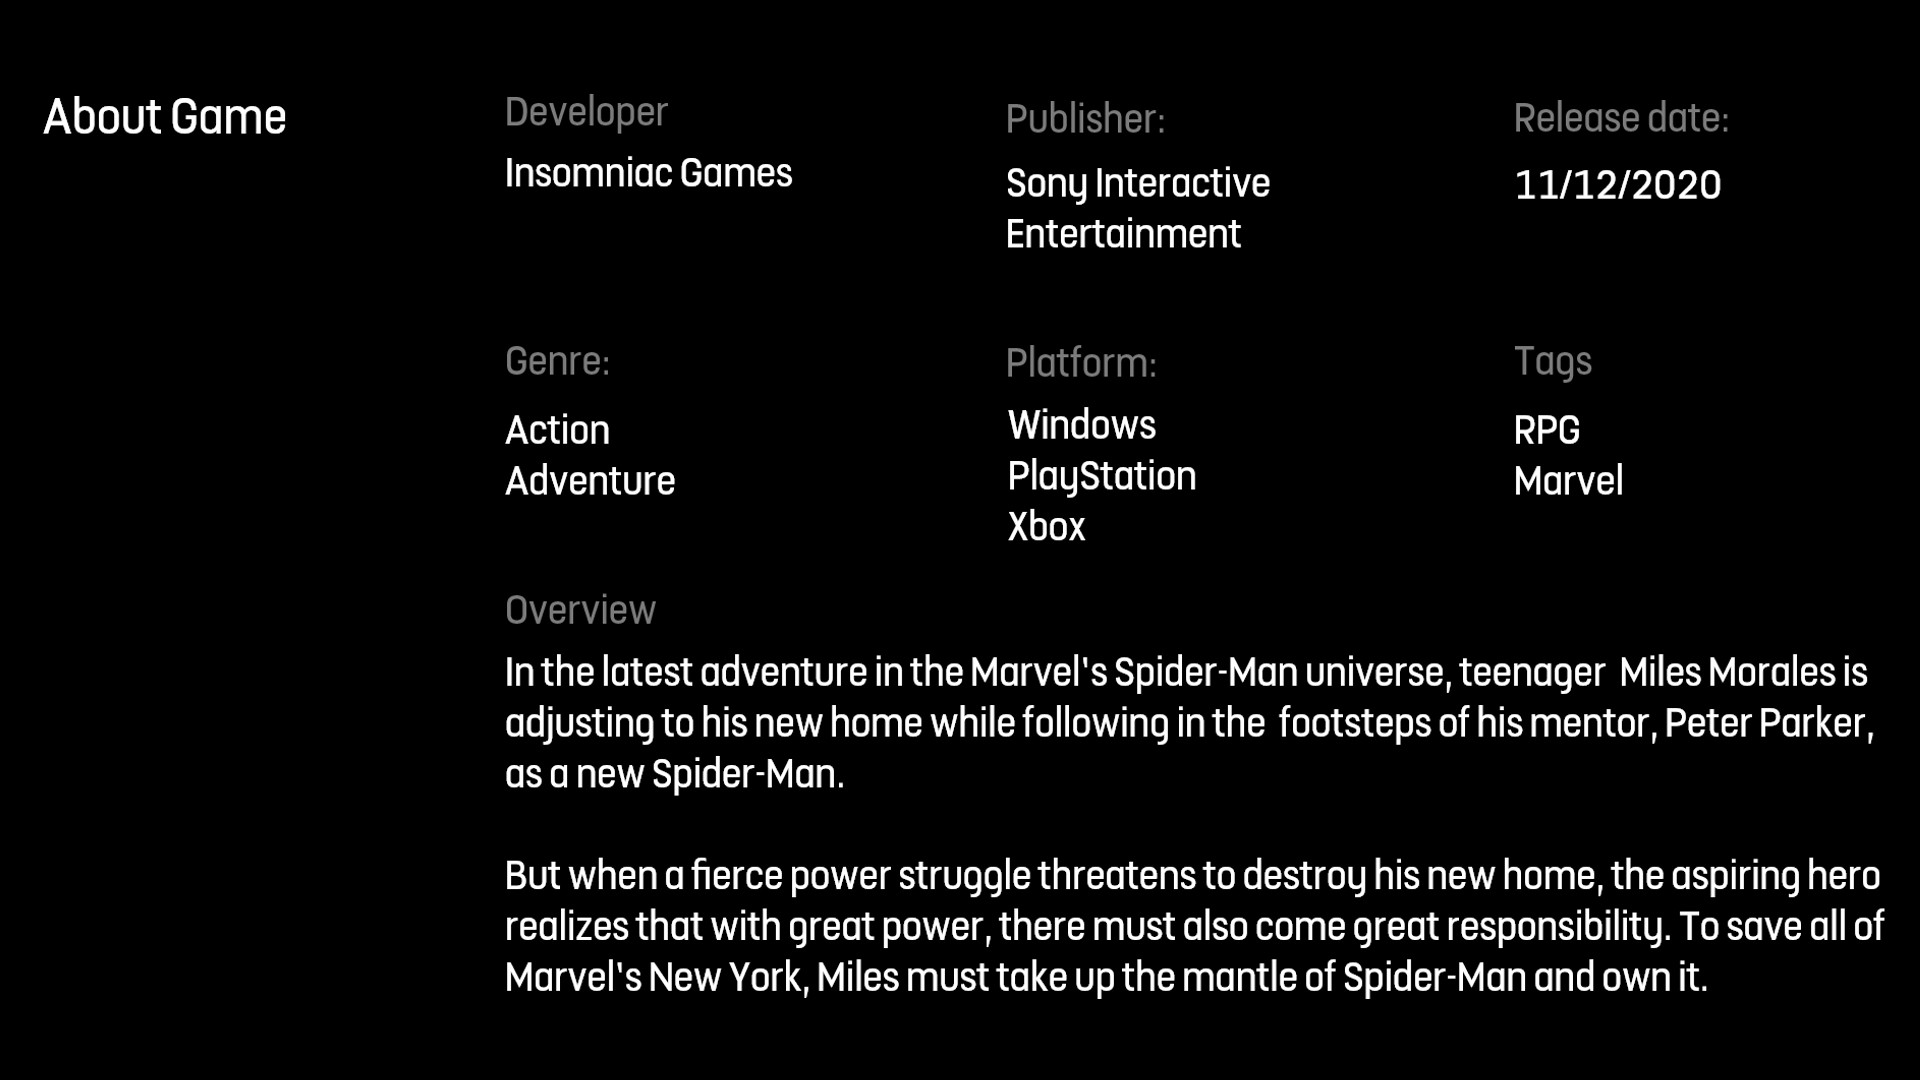 About Game
Developer
Insomniac Games
Publisher:
Sony Interactive
Entertainment
Release date:
11/12/2020
Genre:
Action
Adventure
Platform:
Windows
PlayStation
Xbox
Tags
RPG
Marvel
Overview
In the latest adventure in the Marvel's Spider-Man universe, teenager  Miles Morales is
adjusting to his new home while following in the  footsteps of his mentor, Peter Parker,
as a new Spider-Man.
But when a fierce power struggle threatens to destroy his new home, the aspiring hero
realizes that with great power, there must also come great responsibility. To save all of
Marvel's New York, Miles must take up the mantle of Spider-Man and own it.